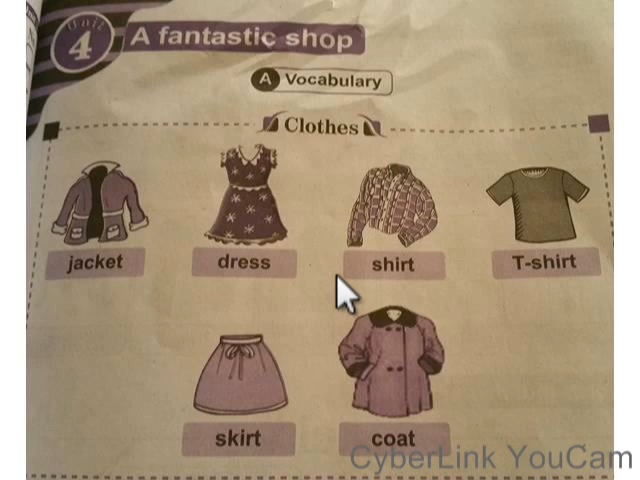 Unit
4
A fantastic shop
A Vocabulary
Clothes
jacket
dress
shirt
T-shirt
skirt
coat
CyberLink YouCam